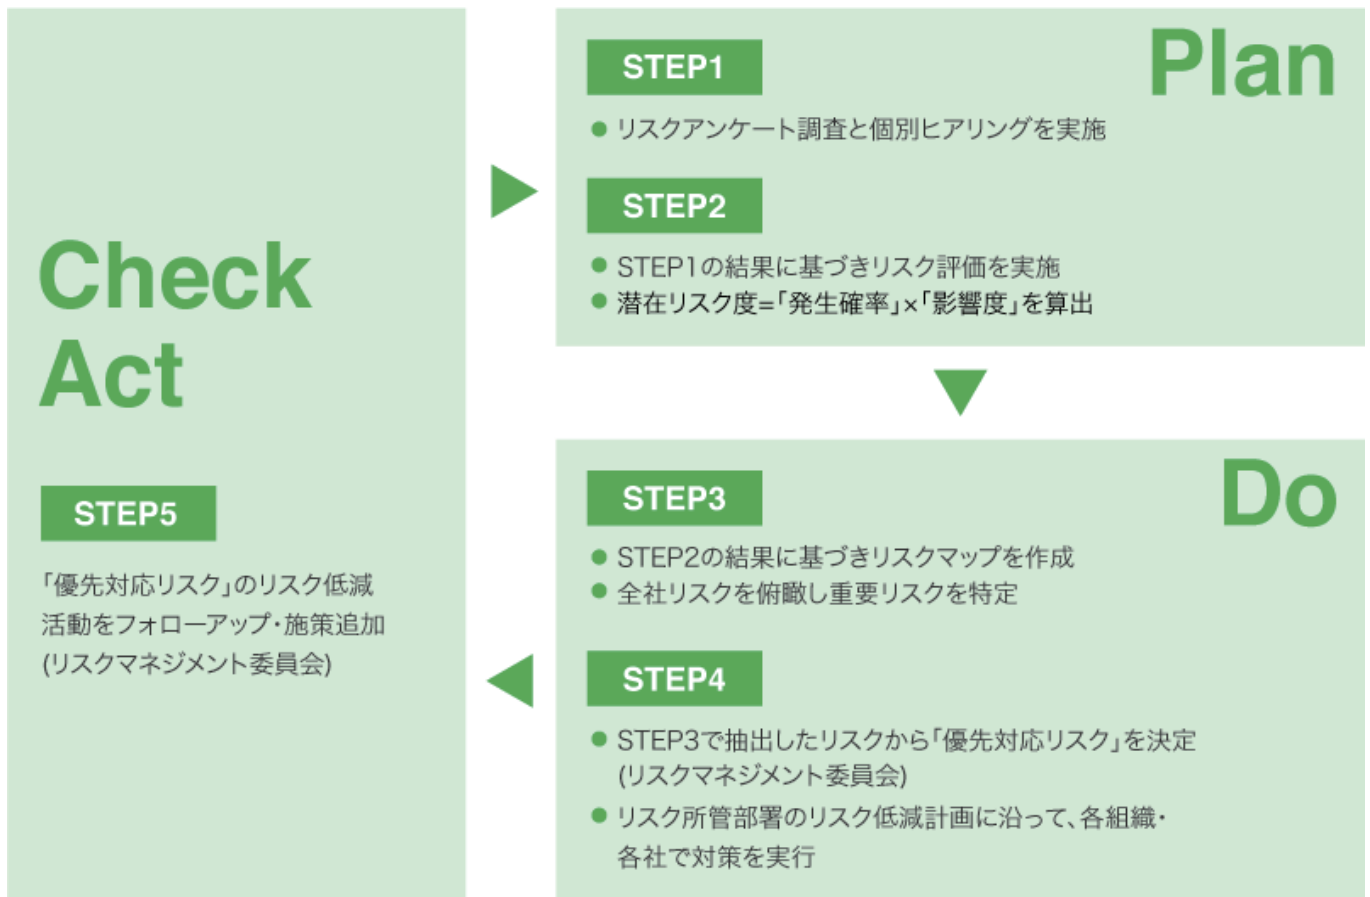 Plan
STEP1
● リスクアンケート調査と個別ヒアリングを実施
STEP2
● STEP1の結果に基づきリスク評価を実施
● 潜在リスク度=「発生確率」×「影響度」を算出
Do
STEP3
● STEP2の結果に基づきリスクマップを作成
● 全社リスクを俯瞰し重要リスクを特定
STEP4
● STEP3で抽出したリスクから「優先対応リスク」を決定
(リスクマネジメント委員会)
● リスク所管部署のリスク低減計画に沿って、各組織・
各社で対策を実行
Check
Act
STEP5
「優先対応リスク」のリスク低減
活動をフォローアップ・施策追加
(リスクマネジメント委員会)